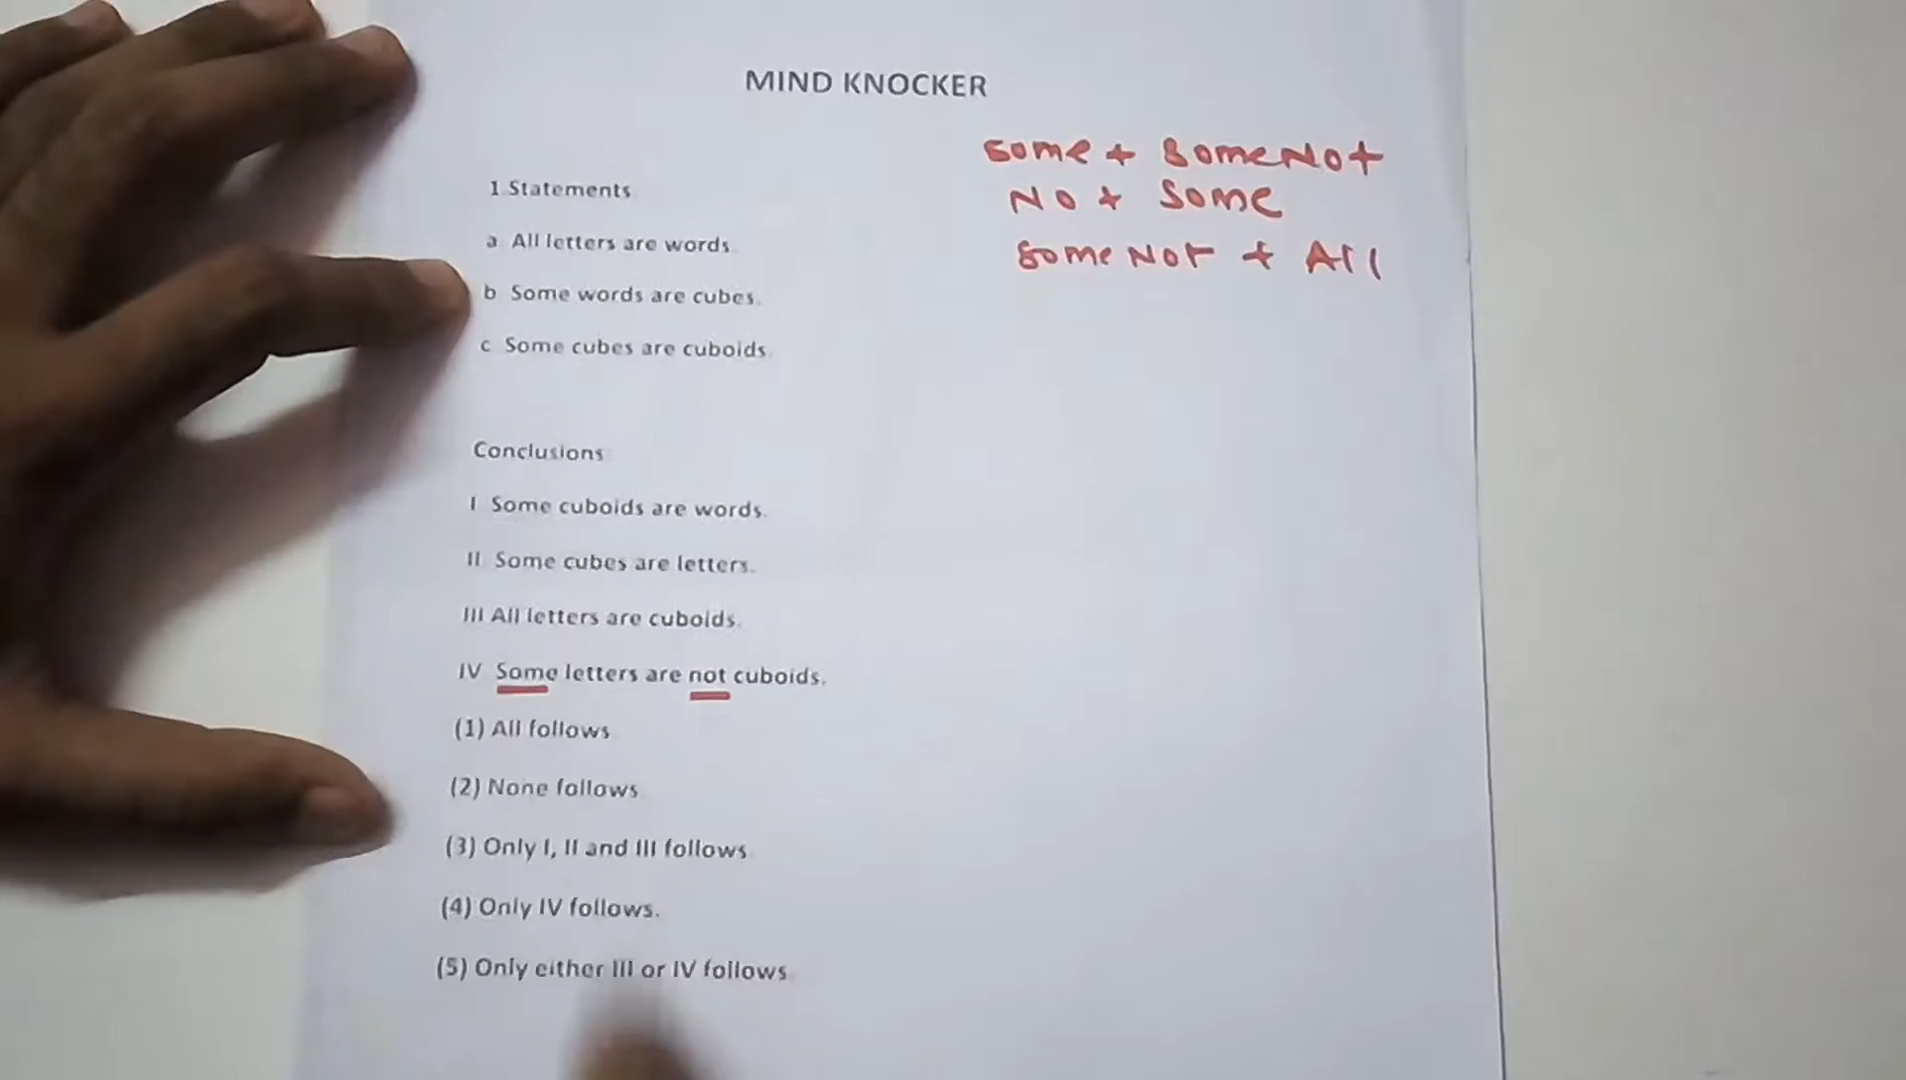 MIND KNOCKER
some + someNot
No + Some
some Not + All
1 Statements
a All letters are words.
b Some words are cubes.
c Some cubes are cuboids.
Conclusions
I Some cuboids are words.
II Some cubes are letters.
III All letters are cuboids.
IV Some letters are not cuboids.
(1) All follows
(2) None follows
(3) Only I, II and III follows
(4) Only IV follows.
(5) Only either III or IV follows